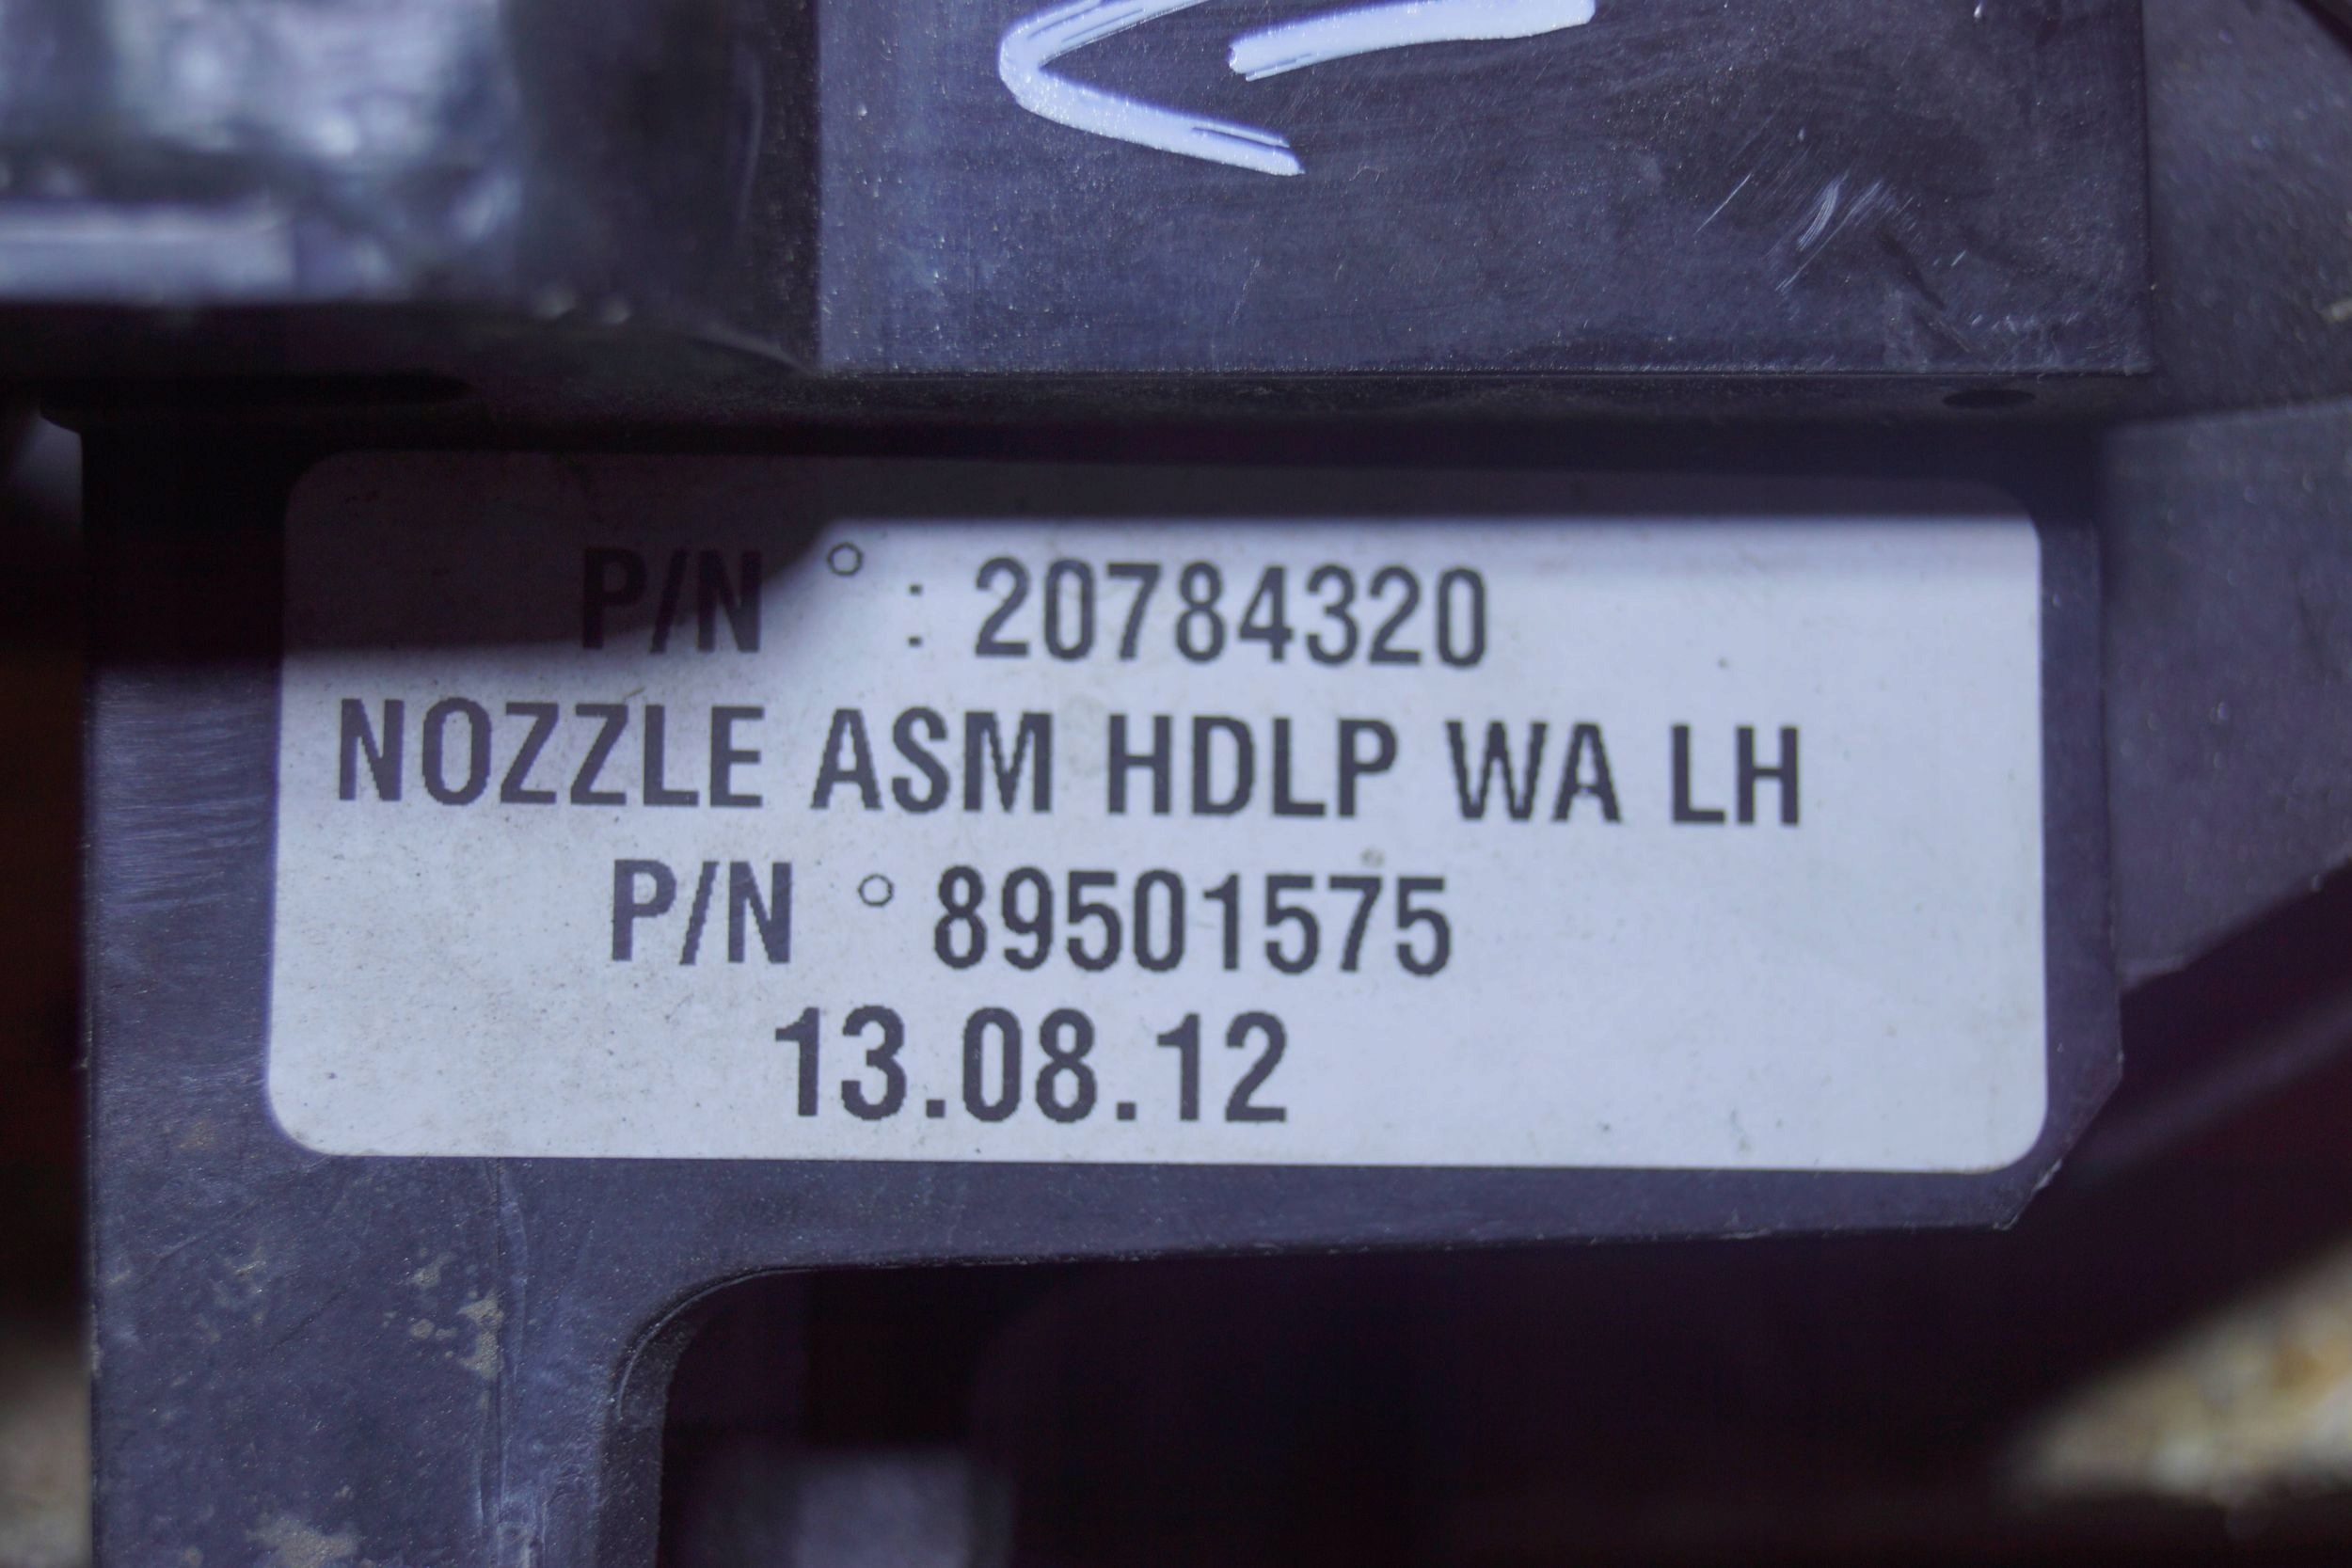 P/N ° : 20784320
NOZZLE ASM HDLP WA LH
P/N ° 89501575
13.08.12